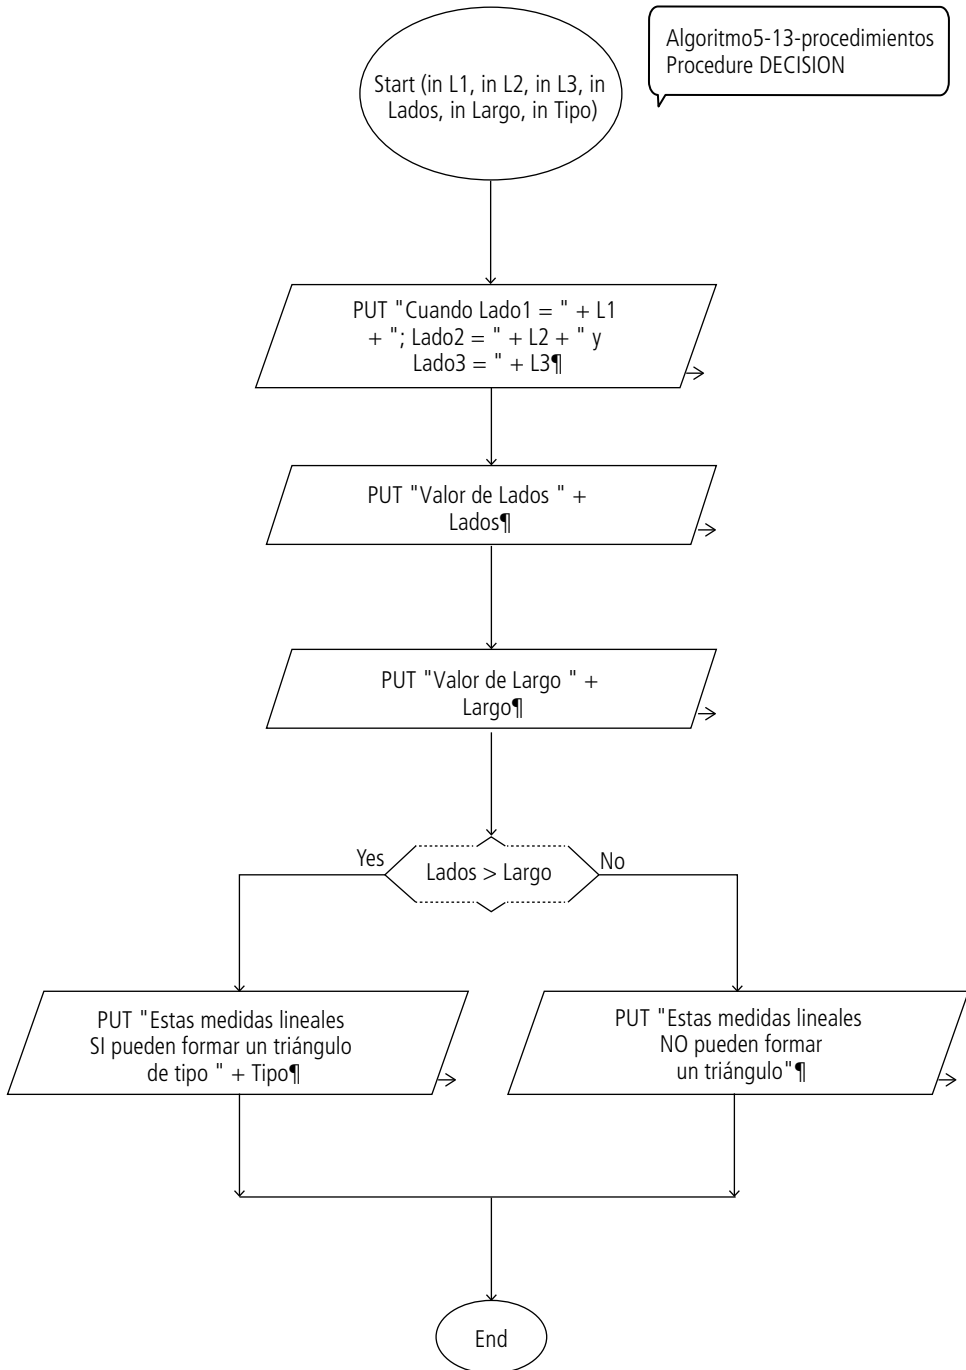 Algoritmo5-13-procedimientos
Procedure DECISION
Start (in L1, in L2, in L3, in
Lados, in Largo, in Tipo)
PUT "Cuando Lado1 = " + L1
+ "; Lado2 = " + L2 + " y
Lado3 = " + L3¶
PUT "Valor de Lados " +
Lados¶
PUT "Valor de Largo " +
Largo¶
Yes
Lados > Largo
No
PUT "Estas medidas lineales
SI pueden formar un triángulo
de tipo " + Tipo¶
PUT "Estas medidas lineales
NO pueden formar
un triángulo"¶
End